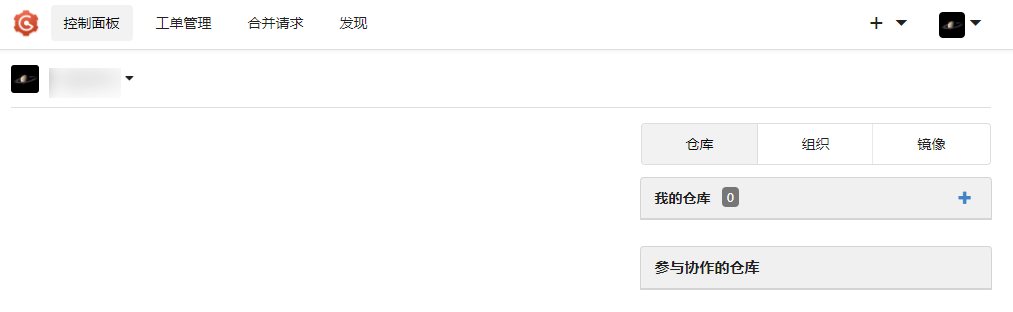 控制面板 工单管理 合并请求 发现
仓库 组织 镜像
我的仓库 0
参与协作的仓库